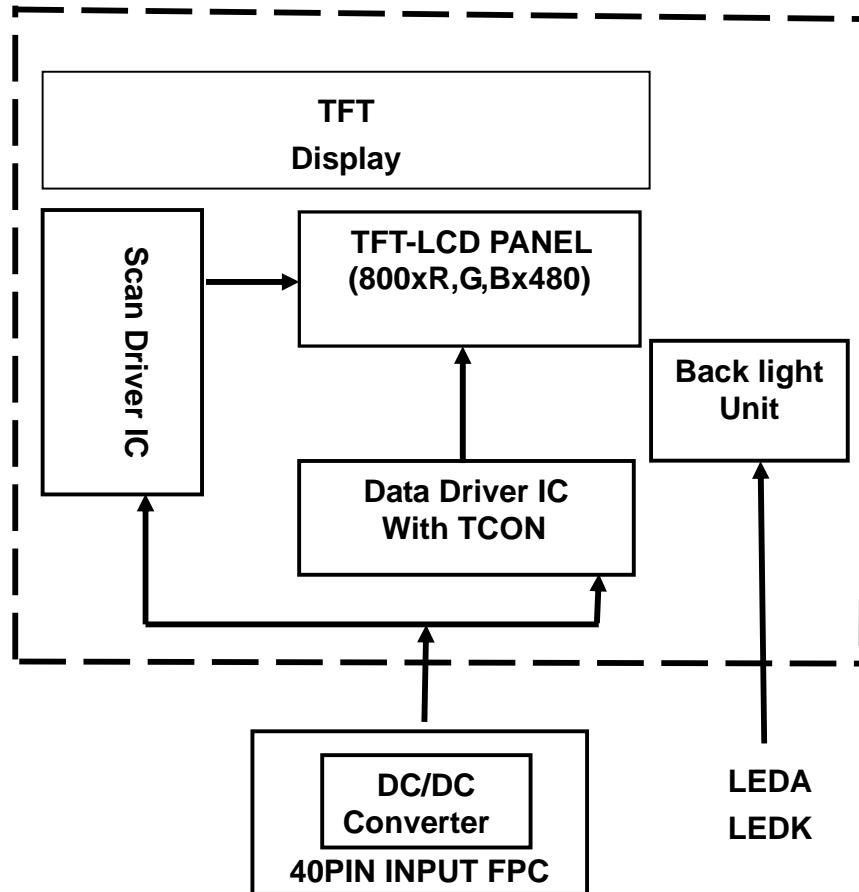 TFT
Display
Scan Driver IC
TFT-LCD PANEL
(800xR,G,Bx480)
Back light
Unit
Data Driver IC
With TCON
DC/DC
Converter
40PIN INPUT FPC
LEDA
LEDK